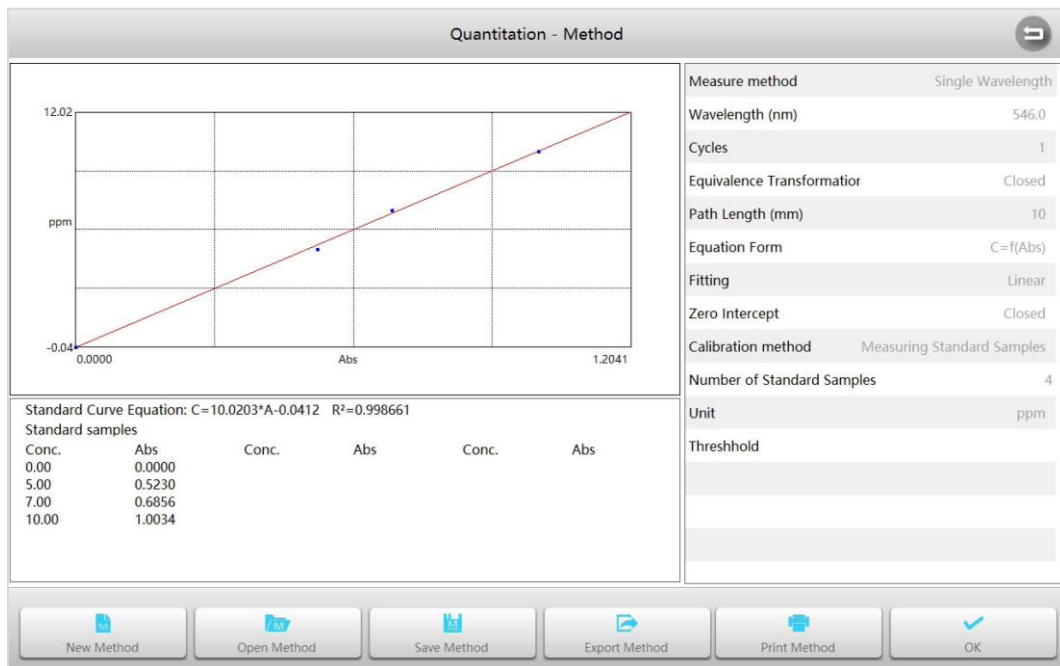 Quantitation - Method
12.02
ppm
-0.04
0.0000
Abs
1.2041
Standard Curve Equation: C=10.0203*A-0.0412 R²=0.998661
Standard samples
Conc. Abs Conc. Abs Conc. Abs
0.00 0.0000
5.00 0.5230
7.00 0.6856
10.00 1.0034
Measure method Single Wavelength
Wavelength (nm) 546.0
Cycles 1
Equivalence Transformatior Closed
Path Length (mm) 10
Equation Form C=f(Abs)
Fitting Linear
Zero Intercept Closed
Calibration method Measuring Standard Samples
Number of Standard Samples 4
Unit ppm
Threshhold
New Method Open Method Save Method Export Method Print Method OK